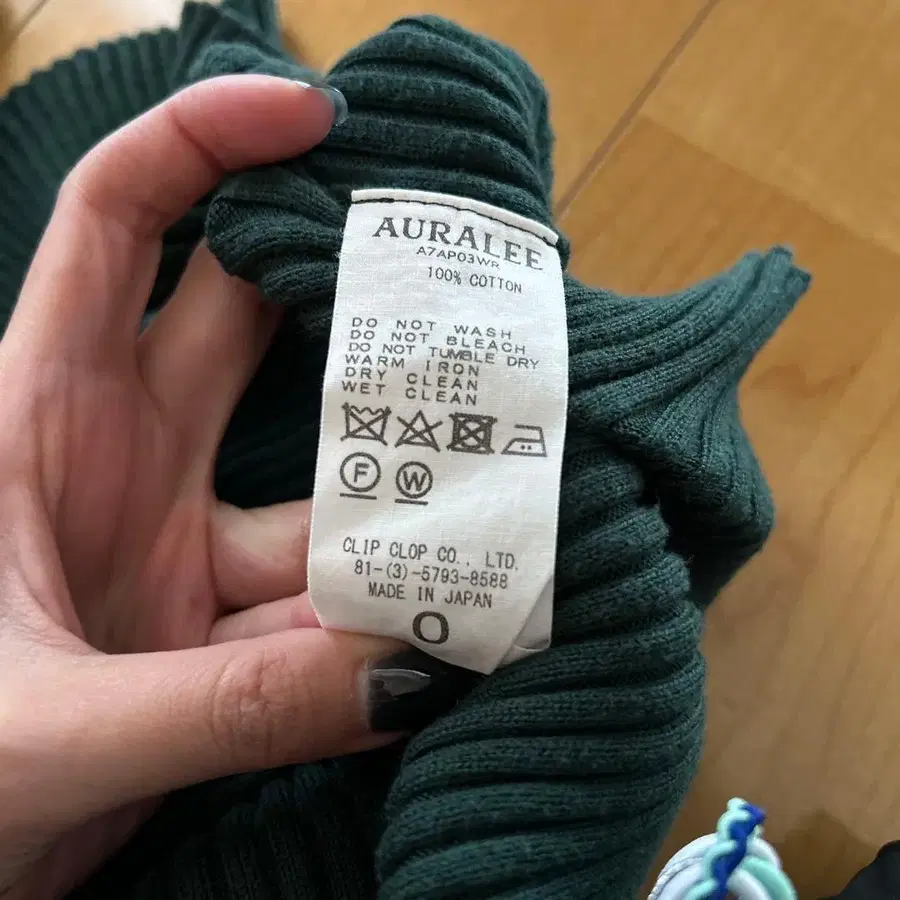 AURALEE
A7AP03WR
100% COTTON
DO NOT WASH
DO NOT BLEACH
DO NOT TUMBLE DRY
WARM IRON
DRY CLEAN
WET CLEAN
F W
CLIP CLOP CO., LTD.
81-(3)-5793-8588
MADE IN JAPAN
0